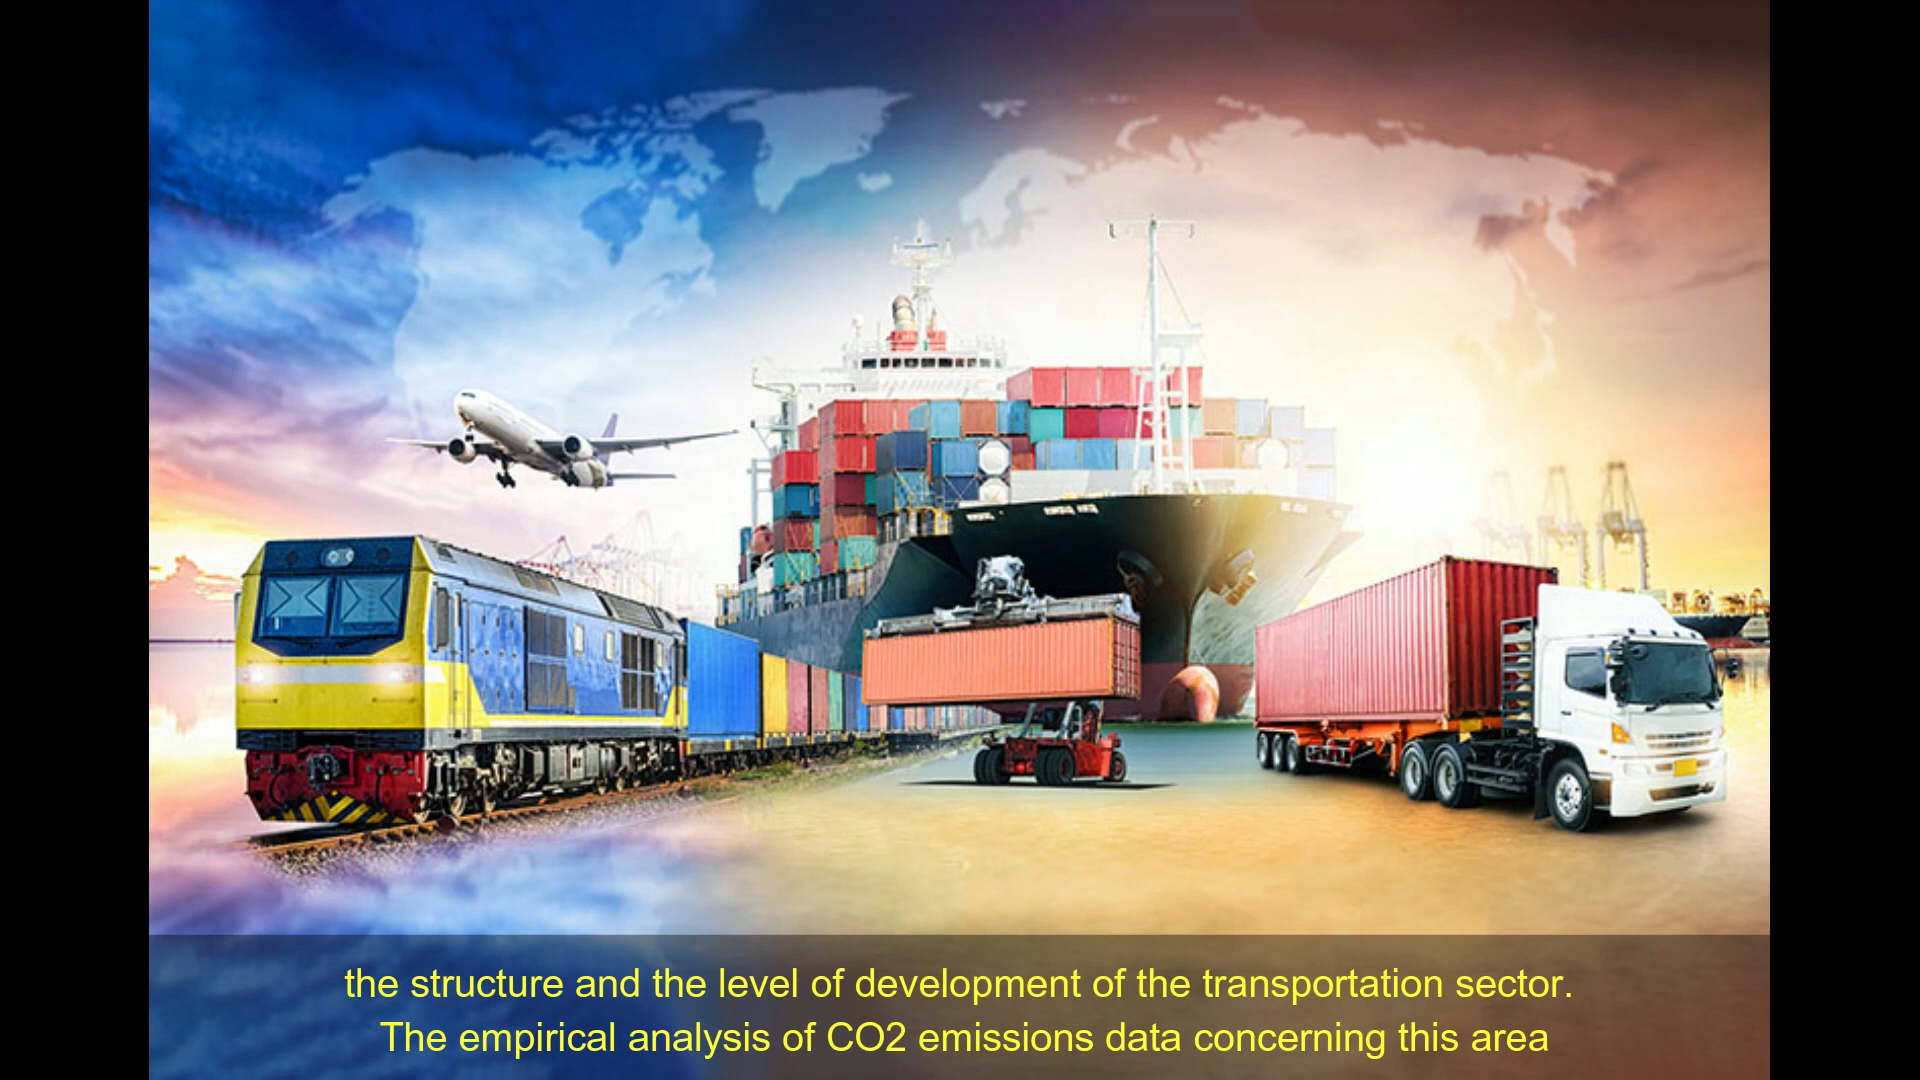 the structure and the level of development of the transportation sector.
The empirical analysis of CO2 emissions data concerning this area